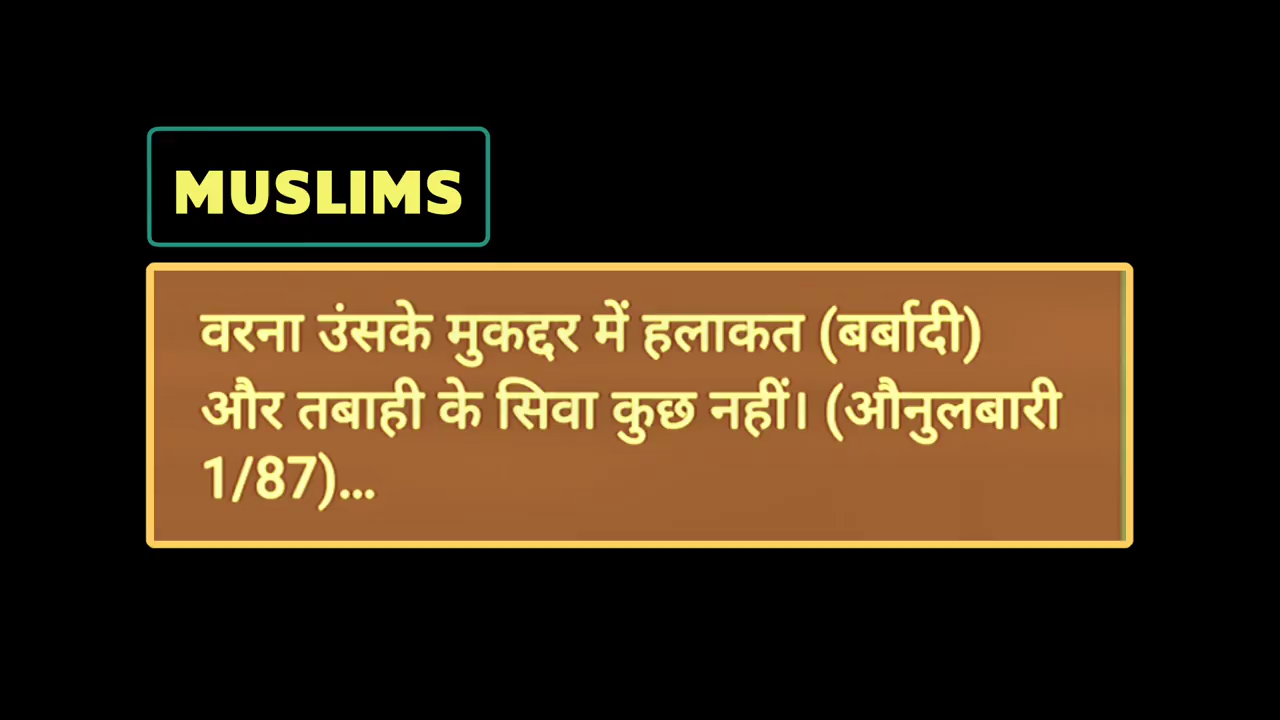 MUSLIMS
वरना उंसके मुकद्दर में हलाकत (बर्बादी)
और तबाही के सिवा कुछ नहीं। (औनुलबारी
1/87)...